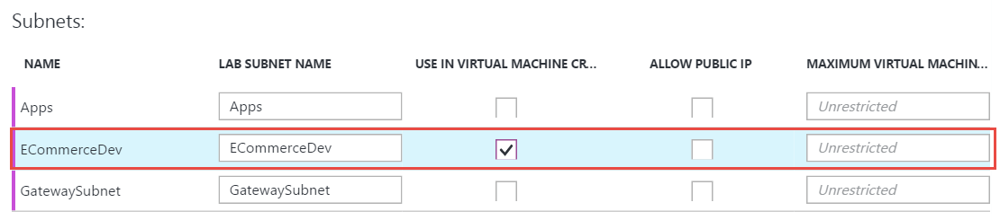 Subnets:
NAME LAB SUBNET NAME USE IN VIRTUAL MACHINE CR... ALLOW PUBLIC IP MAXIMUM VIRTUAL MACHIN...
Apps Apps Unrestricted
ECommerceDev ECommerceDev Unrestricted
GatewaySubnet GatewaySubnet Unrestricted